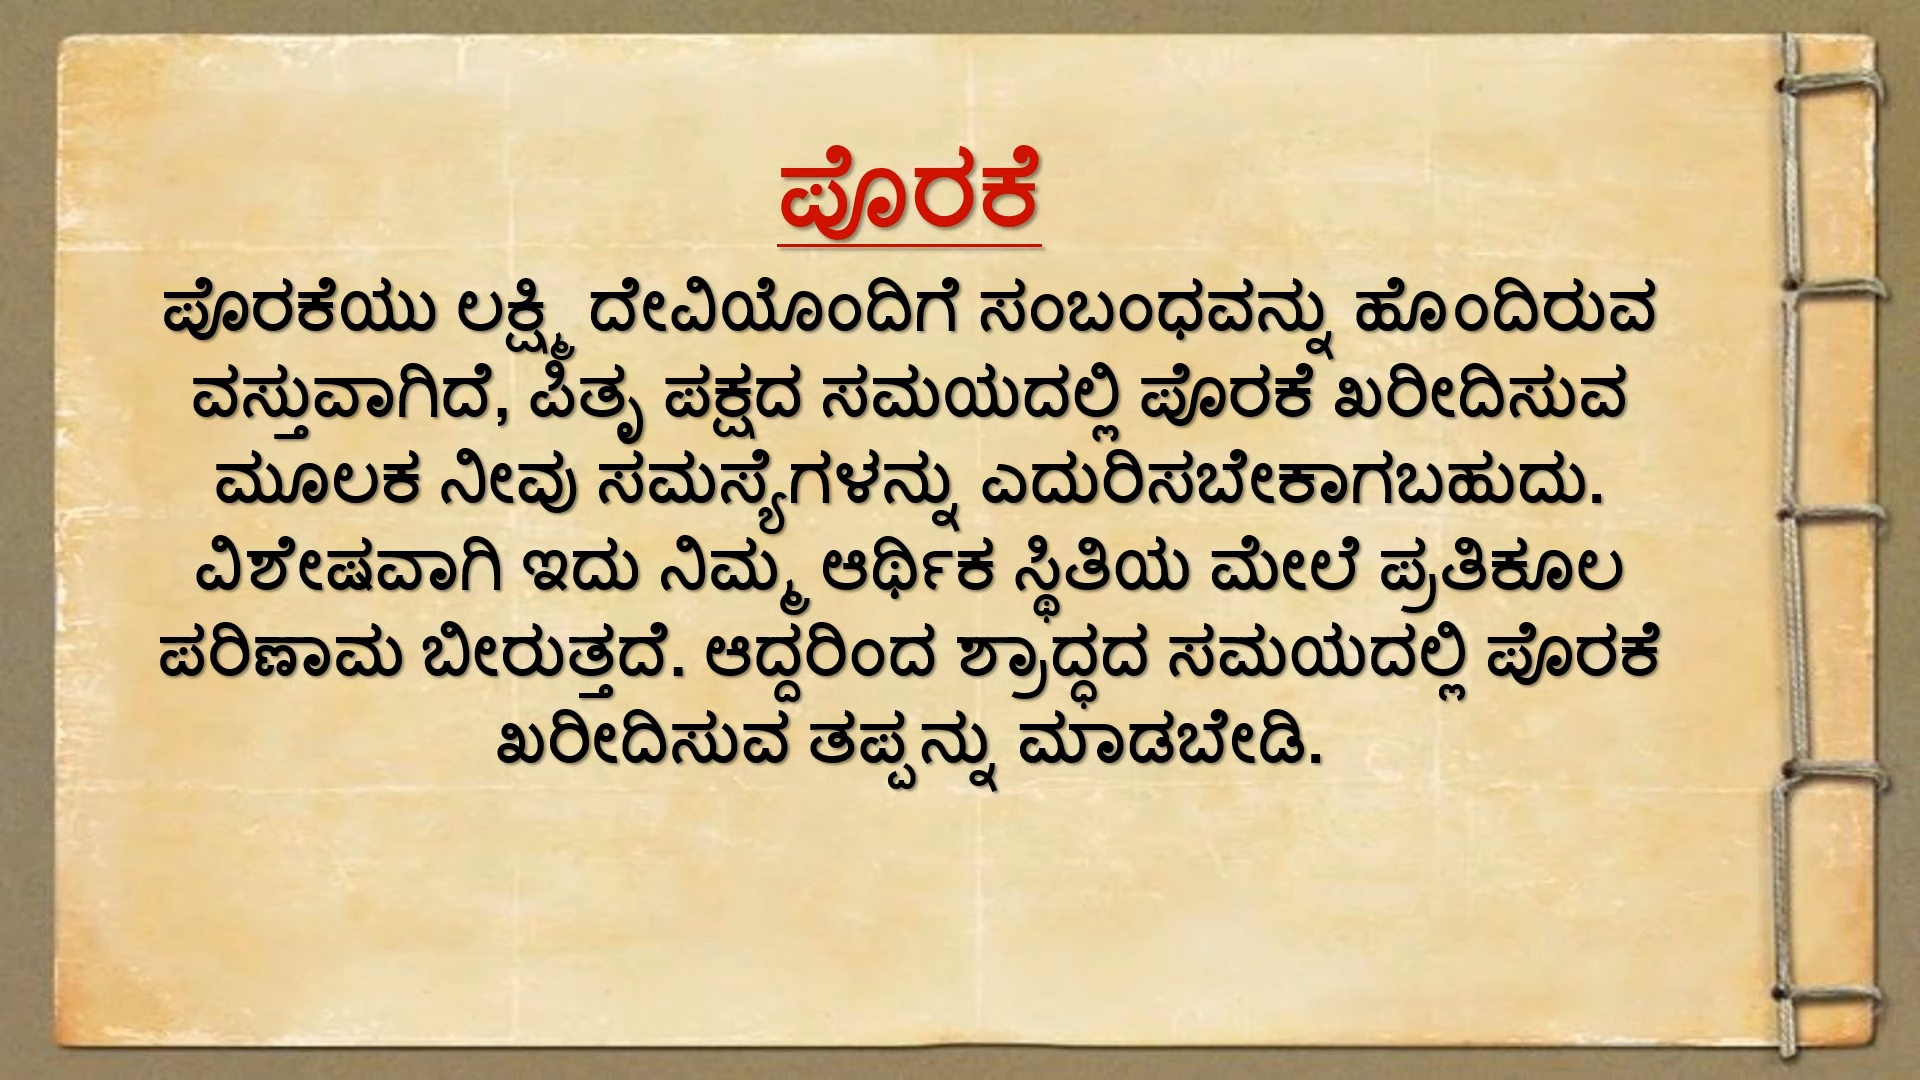 ಪೊರಕೆ
ಪೊರಕೆಯು ಲಕ್ಷ್ಮಿ ದೇವಿಯೊಂದಿಗೆ ಸಂಬಂಧವನ್ನು ಹೊಂದಿರುವ
ವಸ್ತುವಾಗಿದೆ, ಪಿತೃ ಪಕ್ಷದ ಸಮಯದಲ್ಲಿ ಪೊರಕೆ ಖರೀದಿಸುವ
ಮೂಲಕ ನೀವು ಸಮಸ್ಯೆಗಳನ್ನು ಎದುರಿಸಬೇಕಾಗಬಹುದು.
ವಿಶೇಷವಾಗಿ ಇದು ನಿಮ್ಮ ಆರ್ಥಿಕ ಸ್ಥಿತಿಯ ಮೇಲೆ ಪ್ರತಿಕೂಲ
ಪರಿಣಾಮ ಬೀರುತ್ತದೆ. ಆದ್ದರಿಂದ ಶ್ರಾದ್ಧದ ಸಮಯದಲ್ಲಿ ಪೊರಕೆ
ಖರೀದಿಸುವ ತಪ್ಪನ್ನು ಮಾಡಬೇಡಿ.